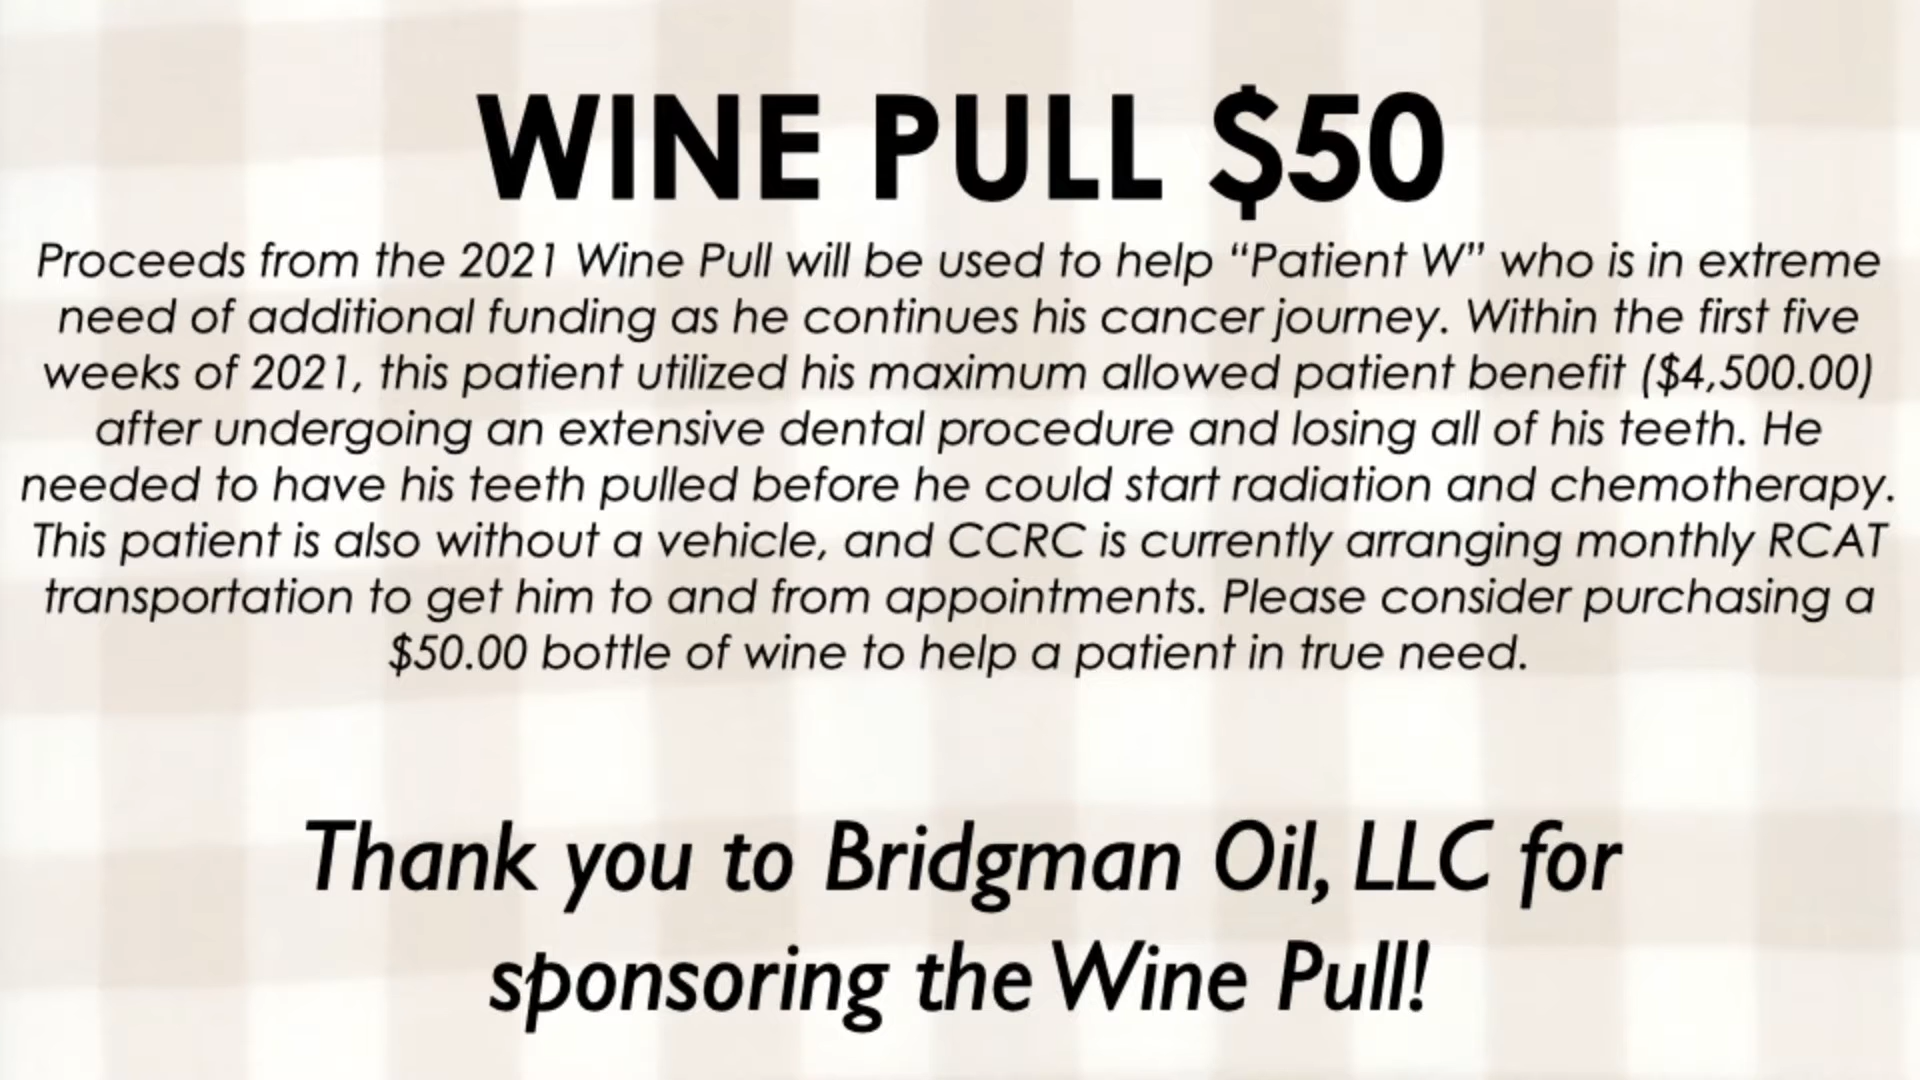 WINE PULL $50
Proceeds from the 2021 Wine Pull will be used to help “Patient W” who is in extreme
need of additional funding as he continues his cancer journey. Within the first five
weeks of 2021, this patient utilized his maximum allowed patient benefit ($4,500.00)
after undergoing an extensive dental procedure and losing all of his teeth. He
needed to have his teeth pulled before he could start radiation and chemotherapy.
This patient is also without a vehicle, and CCRC is currently arranging monthly RCAT
transportation to get him to and from appointments. Please consider purchasing a
$50.00 bottle of wine to help a patient in true need.
Thank you to Bridgman Oil, LLC for
sponsoring the Wine Pull!